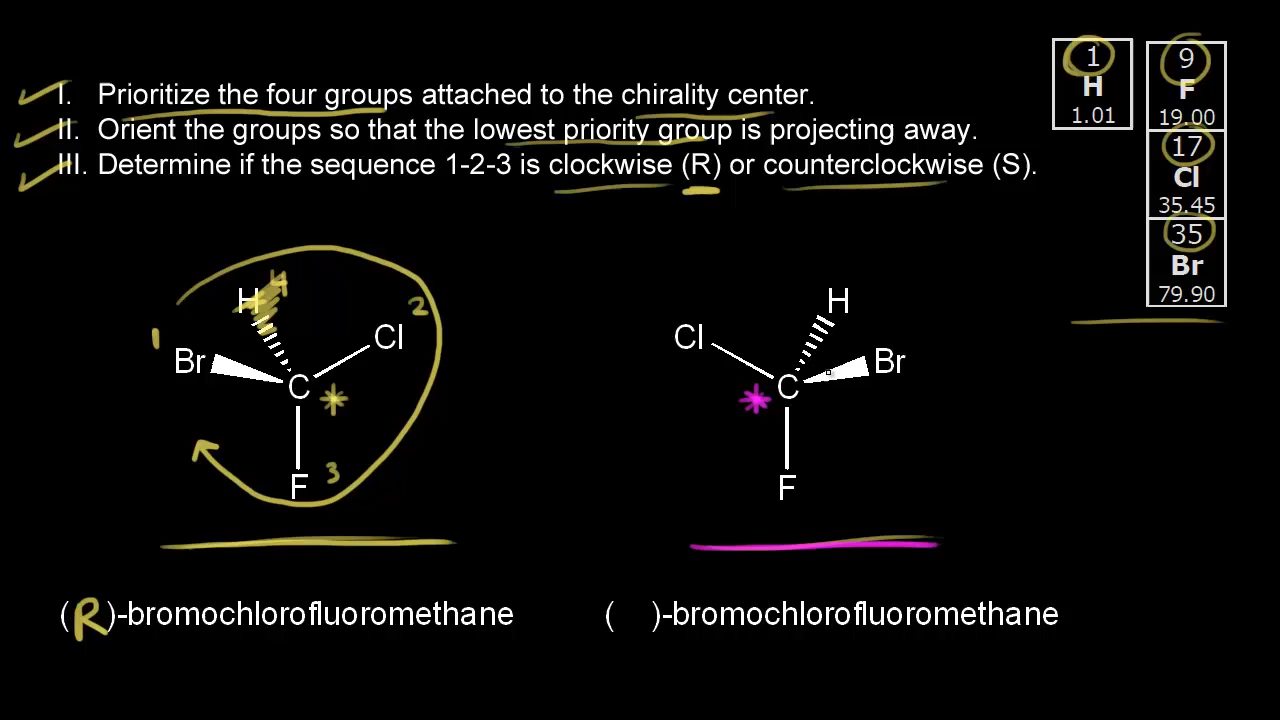 I. Prioritize the four groups attached to the chirality center.
II. Orient the groups so that the lowest priority group is projecting away.
III. Determine if the sequence 1-2-3 is clockwise (R) or counterclockwise (S).
1
H
1.01
9
F
19.00
17
Cl
35.45
35
Br
79.90
H 4
Cl 2
1 Br
C *
F 3
H
Cl
Br
* C
F
(R)-bromochlorofluoromethane
( )-bromochlorofluoromethane